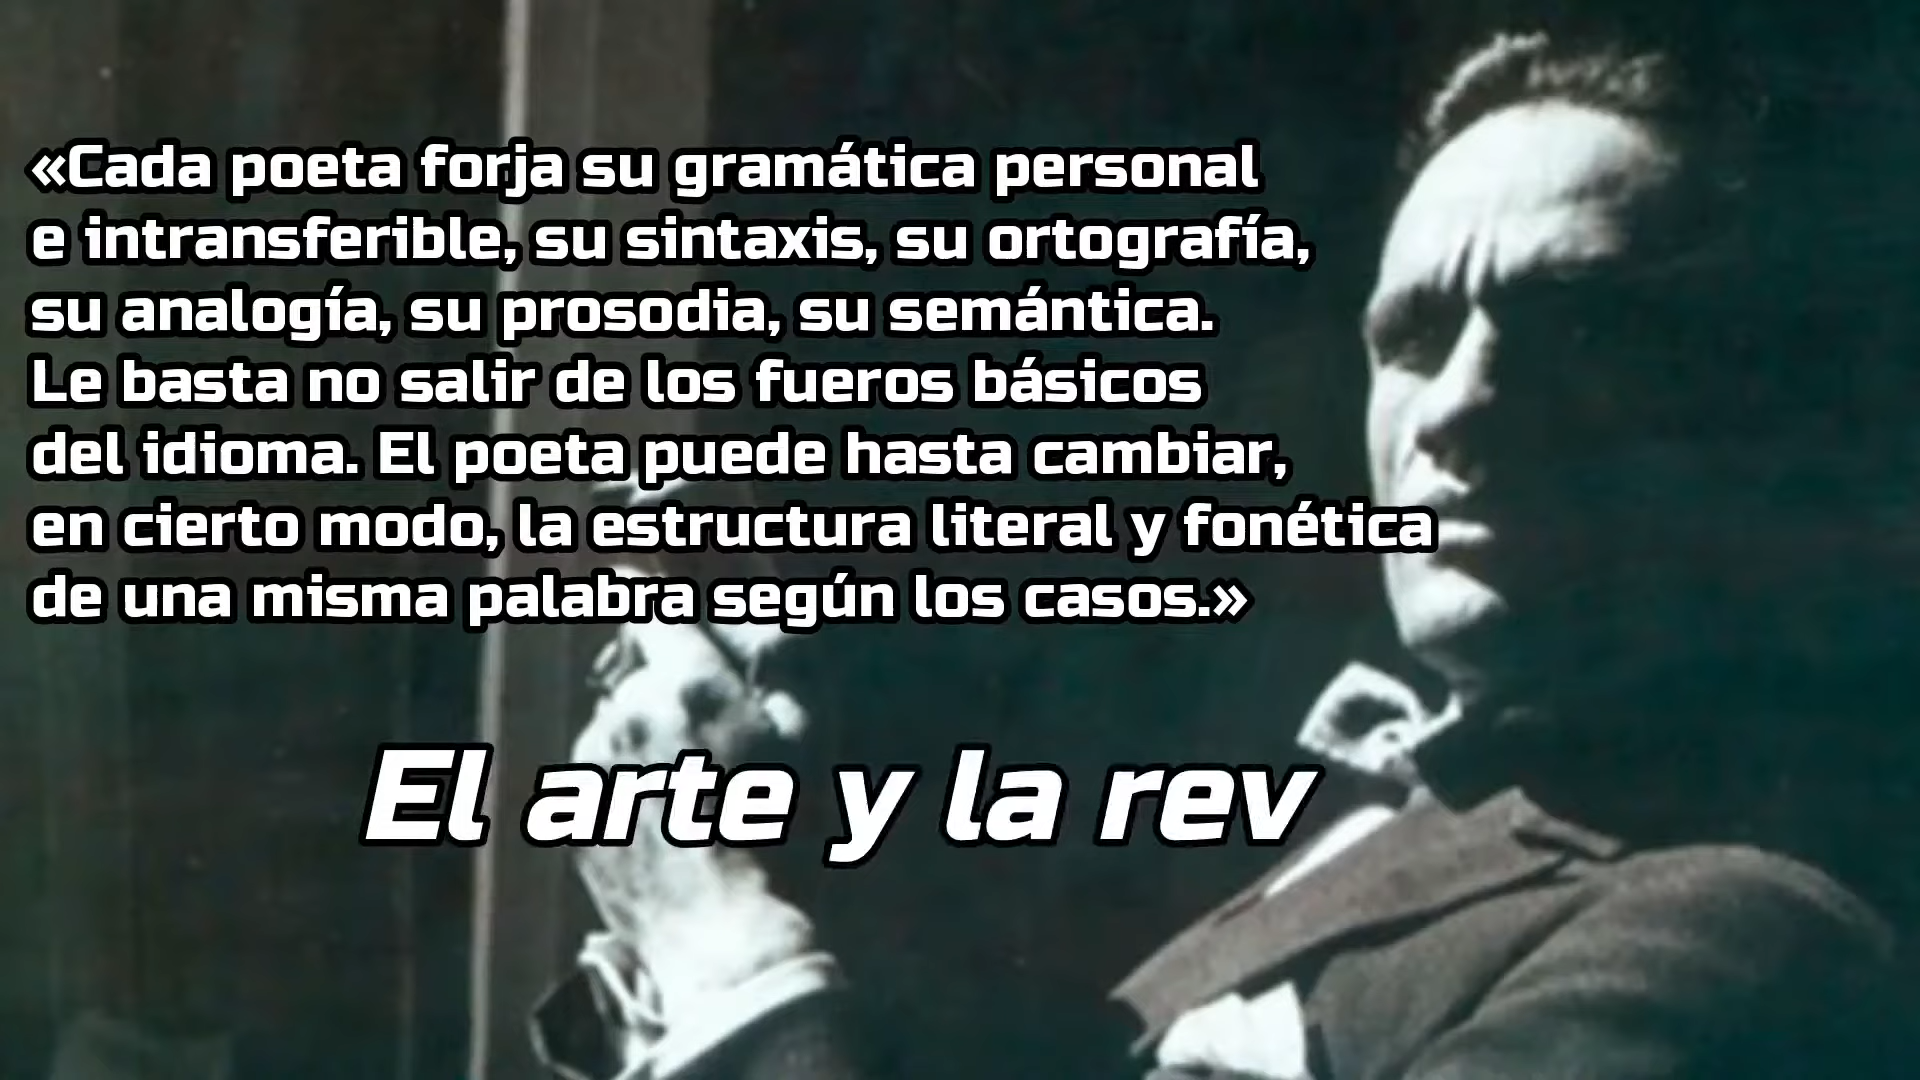 «Cada poeta forja su gramática personal
e intransferible, su sintaxis, su ortografía,
su analogía, su prosodia, su semántica.
Le basta no salir de los fueros básicos
del idioma. El poeta puede hasta cambiar,
en cierto modo, la estructura literal y fonética
de una misma palabra según los casos.»
El arte y la rev